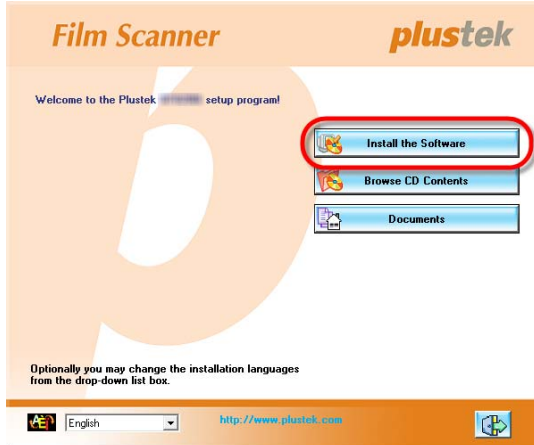 Film Scanner
plustek
Welcome to the Plustek setup program!
Install the Software
Browse CD Contents
Documents
Optionally you may change the installation languages
from the drop-down list box.
English
http://www.plustek.com